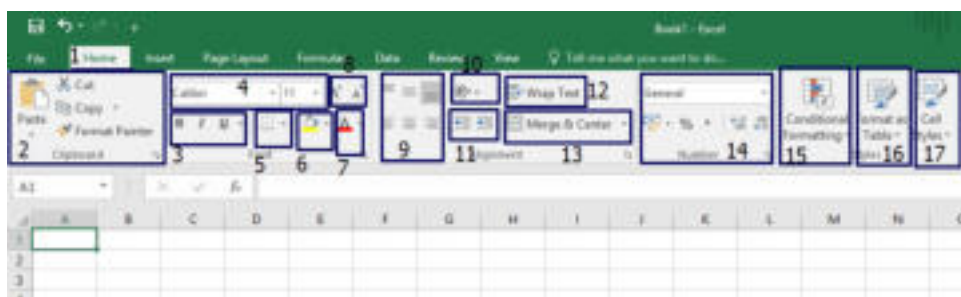 Book1 - Excel
File 1 Home Insert Page Layout Formulas Data Review View Tell me what you want to do...
Paste
Cut
Copy
Format Painter
2 Clipboard
Calibri 4 11 8
B I U
3 5 6 7
9
10
11 Alignment
Wrap Text 12
Merge & Center
13
General
%
Number 14
Conditional Formatting
15
Format as Table
16
Cell Styles
17
A1 fx
A B C D E F G H I J K L M N
1
2
3